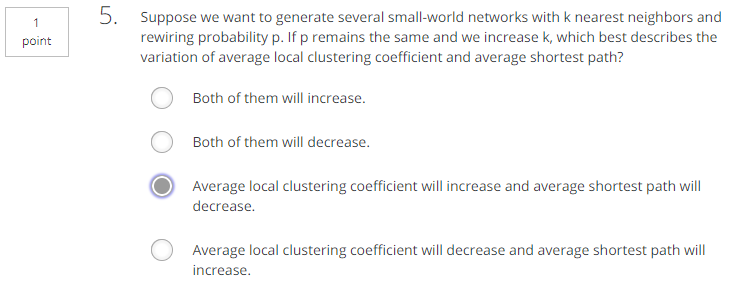 1
point
5.
Suppose we want to generate several small-world networks with k nearest neighbors and
rewiring probability p. If p remains the same and we increase k, which best describes the
variation of average local clustering coefficient and average shortest path?
Both of them will increase.
Both of them will decrease.
Average local clustering coefficient will increase and average shortest path will
decrease.
Average local clustering coefficient will decrease and average shortest path will
increase.